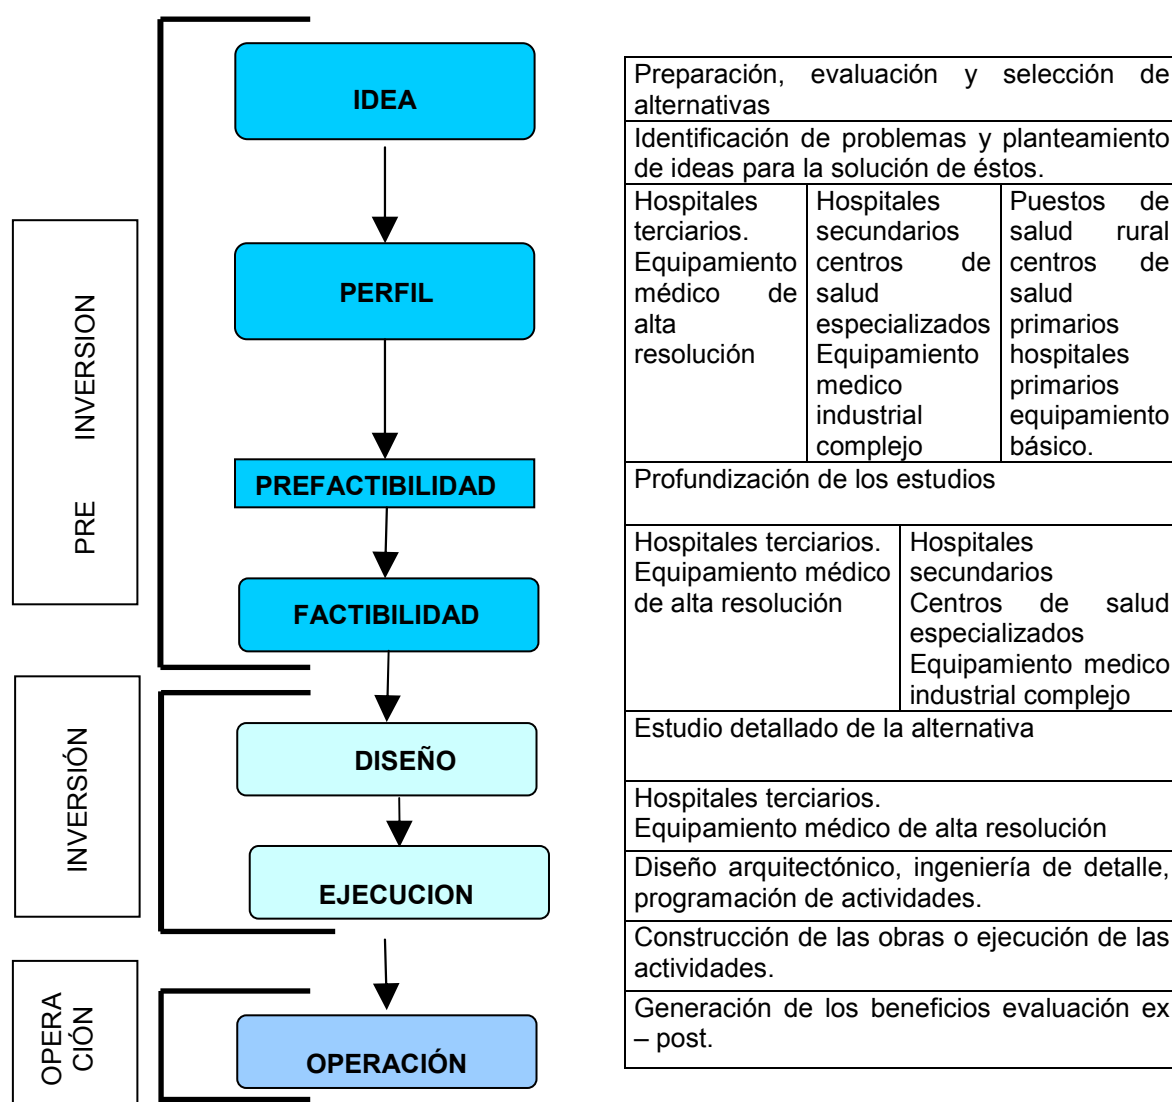 PRE INVERSION
INVERSIÓN
OPERA
CIÓN
IDEA
PERFIL
PREFACTIBILIDAD
FACTIBILIDAD
DISEÑO
EJECUCION
OPERACIÓN
Preparación, evaluación y selección de
alternativas
Identificación de problemas y planteamiento
de ideas para la solución de éstos.
Hospitales
terciarios.
Equipamiento
médico de
alta
resolución
Hospitales
secundarios
centros de
salud
especializados
Equipamiento
medico
industrial
complejo
Puestos de
salud rural
centros de
salud
primarios
hospitales
primarios
equipamiento
básico.
Profundización de los estudios
Hospitales terciarios.
Equipamiento médico
de alta resolución
Hospitales
secundarios
Centros de salud
especializados
Equipamiento medico
industrial complejo
Estudio detallado de la alternativa
Hospitales terciarios.
Equipamiento médico de alta resolución
Diseño arquitectónico, ingeniería de detalle,
programación de actividades.
Construcción de las obras o ejecución de las
actividades.
Generación de los beneficios evaluación ex
– post.